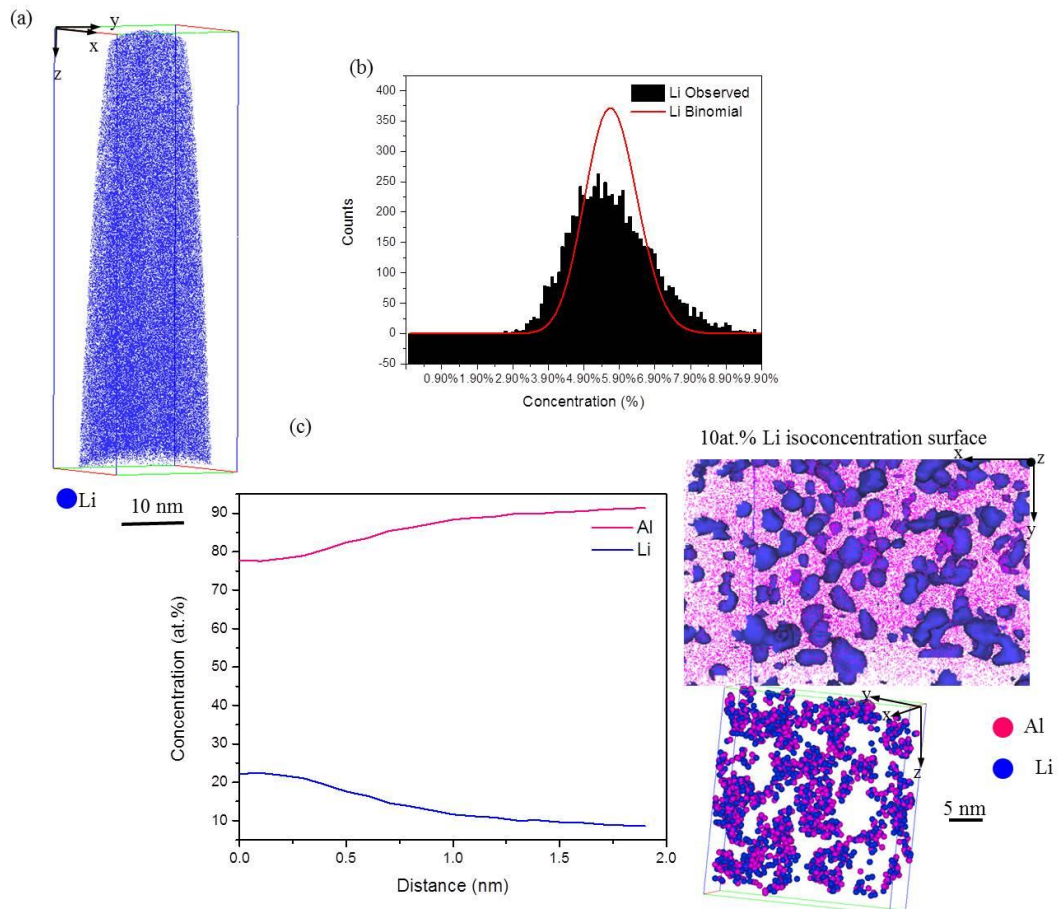 (a)
y
x
z
Li
10 nm
(b)
Li Observed
Li Binomial
400
350
300
250
200
150
100
50
0
-50
Counts
0.90% 1.90% 2.90% 3.90% 4.90% 5.90% 6.90% 7.90% 8.90% 9.90%
Concentration (%)
(c)
Al
Li
90
80
70
60
50
40
30
20
10
Concentration (at.%)
0.0 0.5 1.0 1.5 2.0
Distance (nm)
10at.% Li isoconcentration surface
x
z
y
y
x
z
Al
Li
5 nm